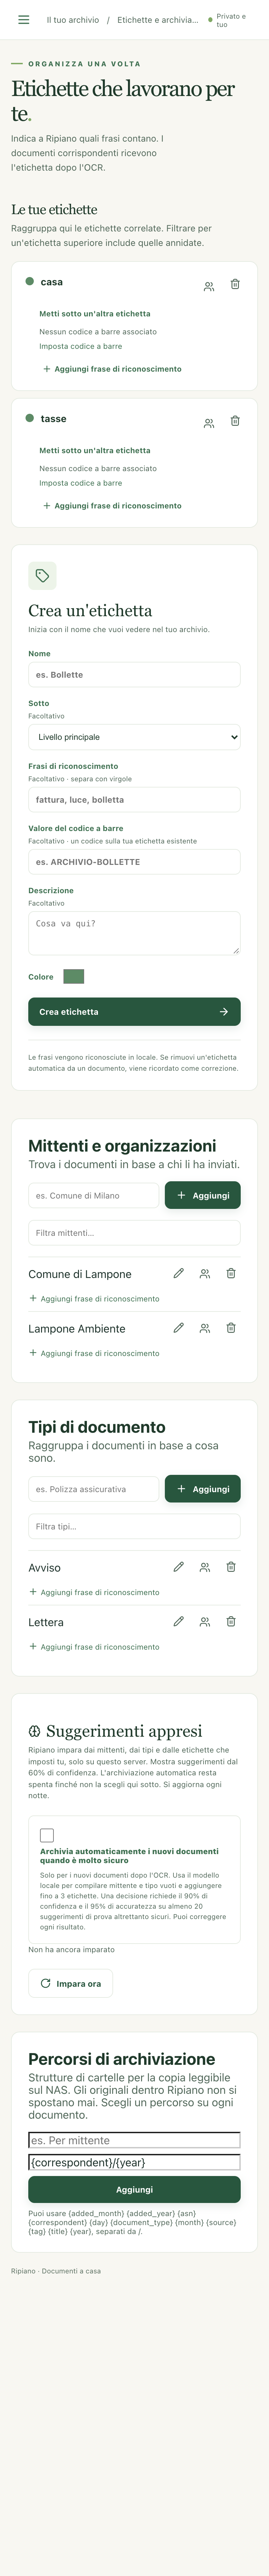 Il tuo archivio / Etichette e archivia...
Privato e
tuo
ORGANIZZA UNA VOLTA
Etichette che lavorano per
te.
Indica a Ripiano quali frasi contano. I
documenti corrispondenti ricevono
l'etichetta dopo l'OCR.
Le tue etichette
Raggruppa qui le etichette correlate. Filtrare per
un'etichetta superiore include quelle annidate.
casa
Metti sotto un'altra etichetta
Nessun codice a barre associato
Imposta codice a barre
Aggiungi frase di riconoscimento
tasse
Metti sotto un'altra etichetta
Nessun codice a barre associato
Imposta codice a barre
Aggiungi frase di riconoscimento
Crea un'etichetta
Inizia con il nome che vuoi vedere nel tuo archivio.
Nome
es. Bollette
Sotto
Facoltativo
Livello principale
Frasi di riconoscimento
Facoltativo · separa con virgole
fattura, luce, bolletta
Valore del codice a barre
Facoltativo · un codice sulla tua etichetta esistente
es. ARCHIVIO-BOLLETTE
Descrizione
Facoltativo
Cosa va qui?
Colore
Crea etichetta
Le frasi vengono riconosciute in locale. Se rimuovi un'etichetta
automatica da un documento, viene ricordato come correzione.
Mittenti e organizzazioni
Trova i documenti in base a chi li ha inviati.
es. Comune di Milano
Aggiungi
Filtra mittenti...
Comune di Lampone
Aggiungi frase di riconoscimento
Lampone Ambiente
Aggiungi frase di riconoscimento
Tipi di documento
Raggruppa i documenti in base a cosa
sono.
es. Polizza assicurativa
Aggiungi
Filtra tipi...
Avviso
Aggiungi frase di riconoscimento
Lettera
Aggiungi frase di riconoscimento
Suggerimenti appresi
Ripiano impara dai mittenti, dai tipi e dalle etichette che
imposti tu, solo su questo server. Mostra suggerimenti dal
60% di confidenza. L'archiviazione automatica resta
spenta finché non la scegli qui sotto. Si aggiorna ogni
notte.
Archivia automaticamente i nuovi documenti
quando è molto sicuro
Solo per i nuovi documenti dopo l'OCR. Usa il modello
locale per compilare mittente e tipo vuoti e aggiungere
fino a 3 etichette. Una decisione richiede il 90% di
confidenza e il 95% di accuratezza su almeno 20
suggerimenti di prova altrettanto sicuri. Puoi correggere
ogni risultato.
Non ha ancora imparato
Impara ora
Percorsi di archiviazione
Strutture di cartelle per la copia leggibile
sul NAS. Gli originali dentro Ripiano non si
spostano mai. Scegli un percorso su ogni
documento.
es. Per mittente
{correspondent}/{year}
Aggiungi
Puoi usare {added_month} {added_year} {asn}
{correspondent} {day} {document_type} {month} {source}
{tag} {title} {year}, separati da /.
Ripiano · Documenti a casa